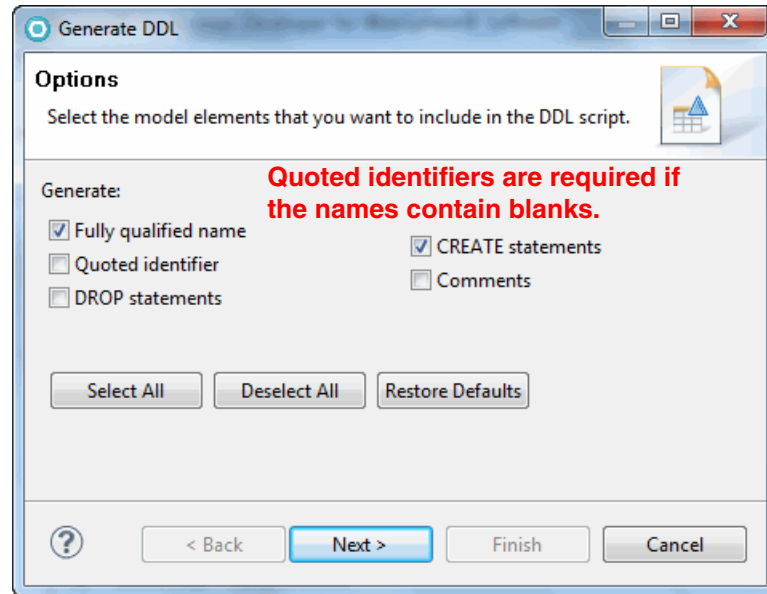 Generate DDL
Options
Select the model elements that you want to include in the DDL script.
Quoted identifiers are required if
the names contain blanks.
Generate:
Fully qualified name
CREATE statements
Quoted identifier
Comments
DROP statements
Select All
Deselect All
Restore Defaults
?
< Back
Next >
Finish
Cancel